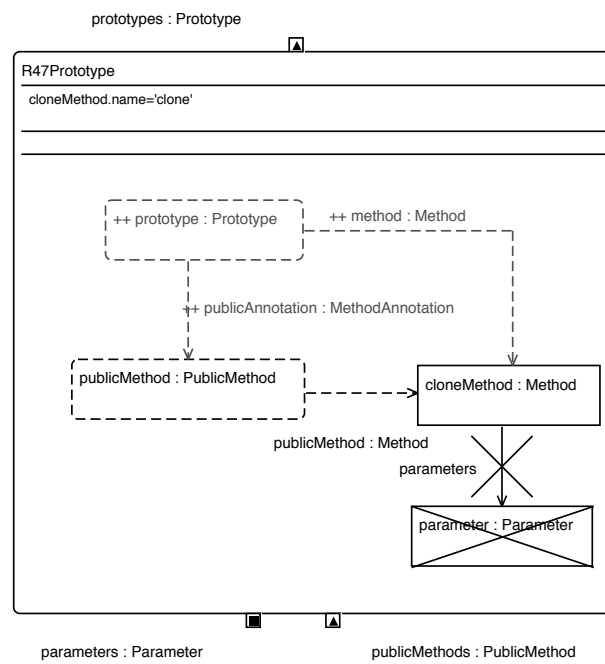 prototypes : Prototype
R47Prototype
cloneMethod.name='clone'
++ prototype : Prototype
++ method : Method
++ publicAnnotation : MethodAnnotation
publicMethod : PublicMethod
cloneMethod : Method
publicMethod : Method
parameters
parameter : Parameter
parameters : Parameter
publicMethods : PublicMethod